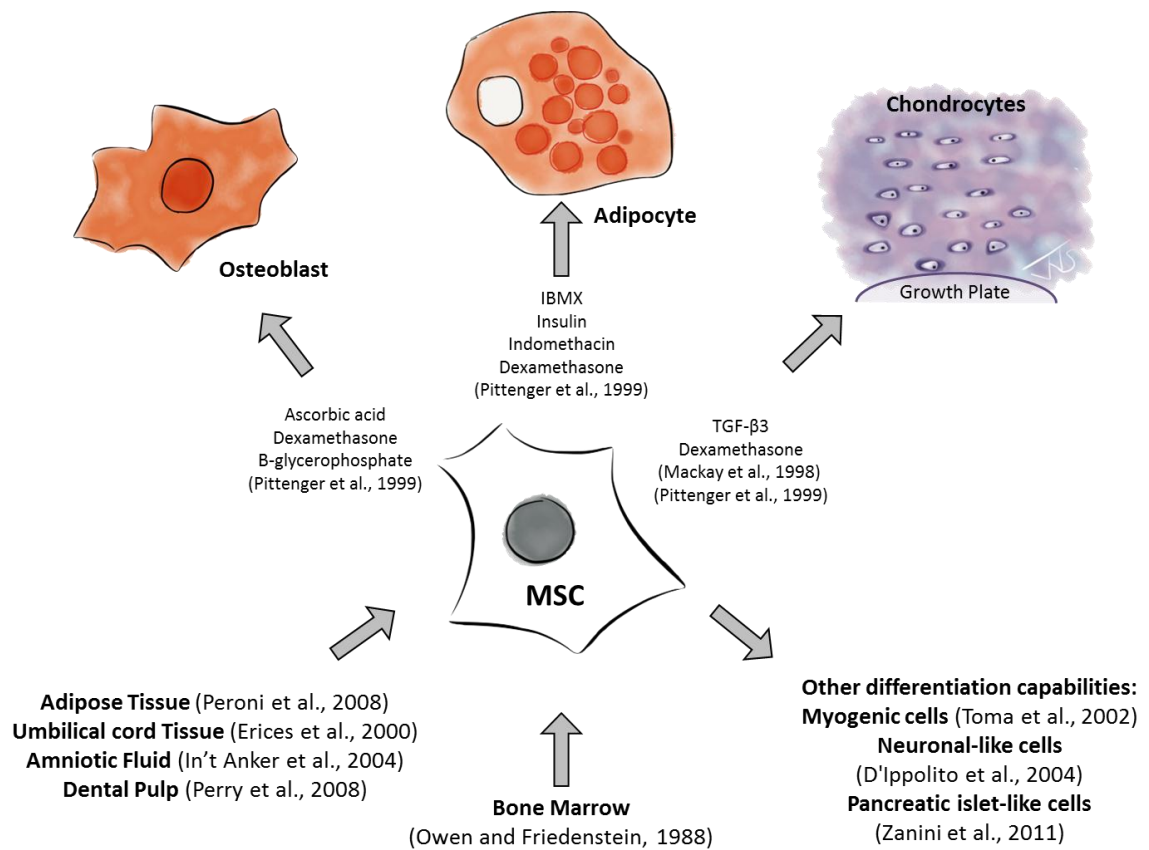 Chondrocytes
Adipocyte
Osteoblast
Growth Plate
IBMX
Insulin
Indomethacin
Dexamethasone
(Pittenger et al., 1999)
Ascorbic acid
Dexamethasone
B-glycerophosphate
(Pittenger et al., 1999)
TGF-β3
Dexamethasone
(Mackay et al., 1998)
(Pittenger et al., 1999)
MSC
Adipose Tissue (Peroni et al., 2008)
Umbilical cord Tissue (Erices et al., 2000)
Amniotic Fluid (In’t Anker et al., 2004)
Dental Pulp (Perry et al., 2008)
Bone Marrow
(Owen and Friedenstein, 1988)
Other differentiation capabilities:
Myogenic cells (Toma et al., 2002)
Neuronal-like cells
(D'Ippolito et al., 2004)
Pancreatic islet-like cells
(Zanini et al., 2011)